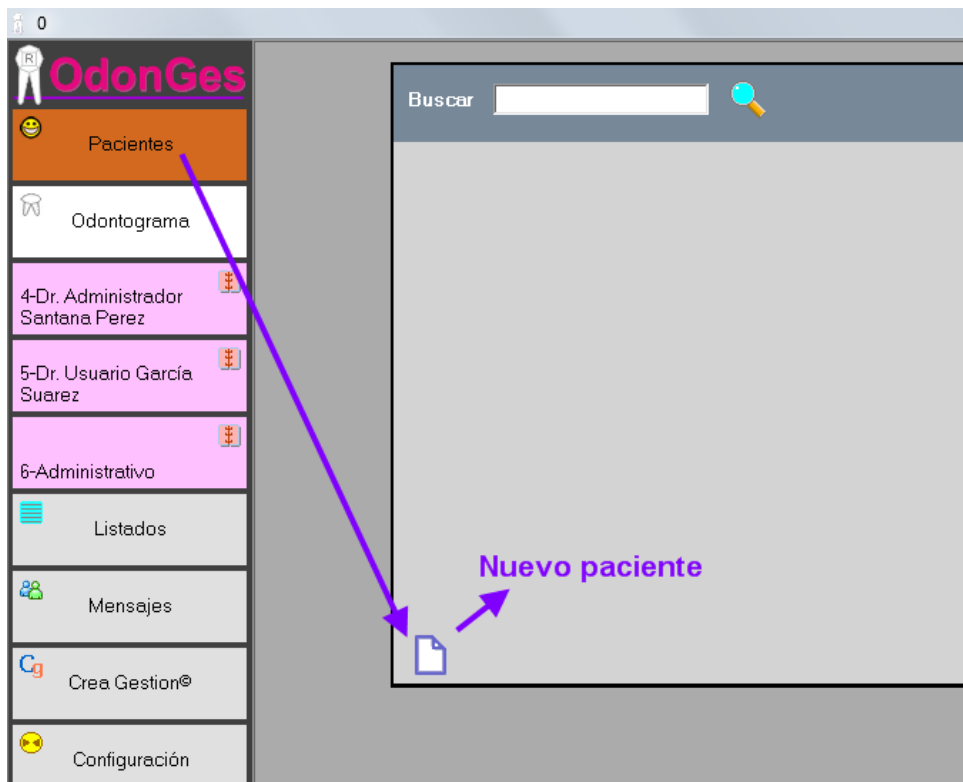 0
R
OdonGes
Pacientes
Odontograma
4-Dr. Administrador
Santana Perez
5-Dr. Usuario García
Suarez
6-Administrativo
Listados
Mensajes
Cg
Crea Gestion©
Configuración
Buscar
Nuevo paciente